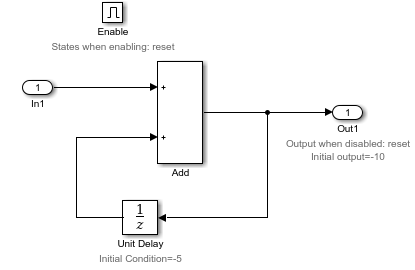 Enable
States when enabling: reset
1
In1
+
+
Add
1
Out1
Output when disabled: reset
Initial output=-10
1
z
Unit Delay
Initial Condition=-5